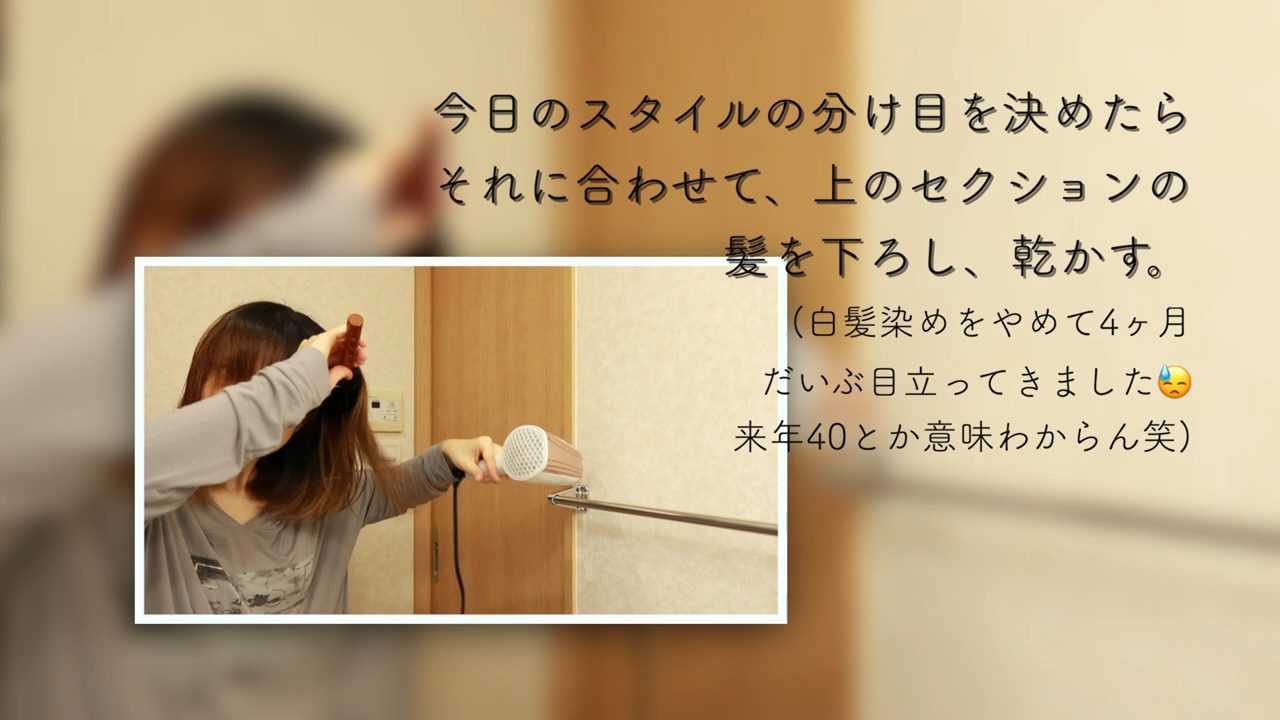 今日のスタイルの分け目を決めたら
それに合わせて、上のセクションの
髪を下ろし、乾かす。
（白髪染めをやめて4ヶ月
だいぶ目立ってきました😓
来年40とか意味わからん笑）